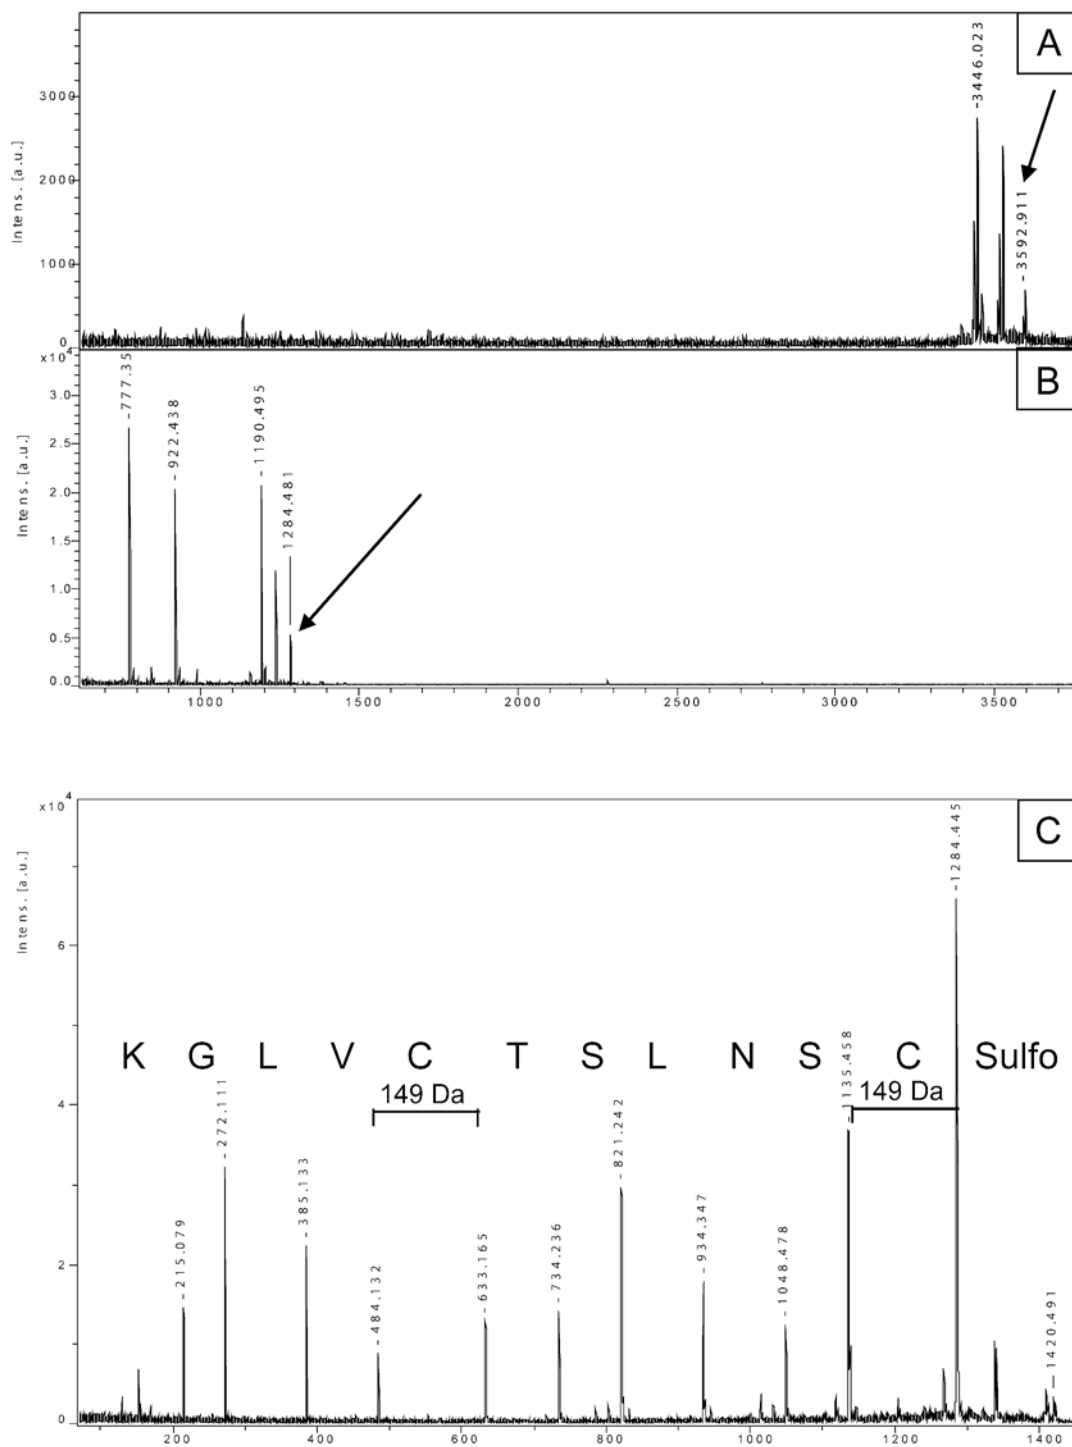 A
3446.023
3592.911
Intens. [a.u.]
3000
2000
1000
0
B
x10 4
777.35
922.438
1190.495
1284.481
Intens. [a.u.]
3.0
2.5
2.0
1.5
1.0
0.5
0.0
1000 1500 2000 2500 3000 3500
C
x10 4
1284.445
Intens. [a.u.]
6
4
2
0
K G L V C T S L N S C Sulfo
149 Da 149 Da
215.079
272.111
385.133
484.132
633.165
734.236
821.242
934.347
1048.478
1135.458
1420.491
200 400 600 800 1000 1200 1400